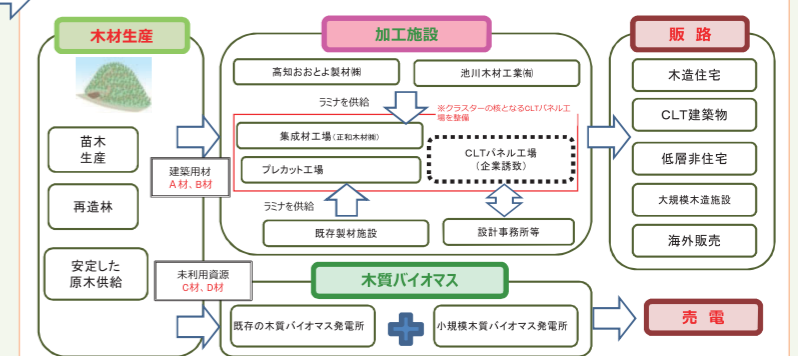 木材生産
苗木
生産
再造林
安定した
原木供給
建築用材
A材、B材
未利用資源
C材、D材
加工施設
高知おおとよ製材㈱
池川木材工業㈲
ラミナを供給
※クラスターの核となるCLTパネル工
場を整備
集成材工場(正和木材㈱)
プレカット工場
CLTパネル工場
(企業誘致)
ラミナを供給
既存製材施設
設計事務所等
木質バイオマス
既存の木質バイオマス発電所
小規模木質バイオマス発電所
販路
木造住宅
CLT建築物
低層非住宅
大規模木造施設
海外販売
売電